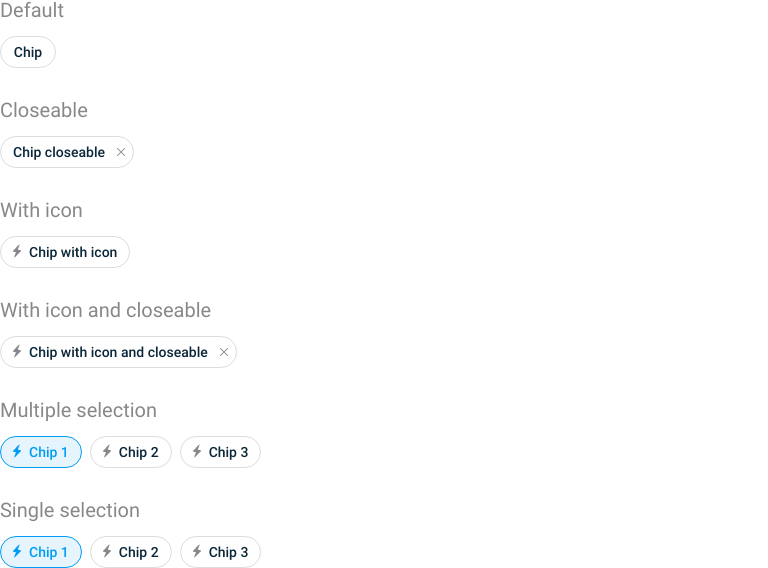 Default
Chip
Closeable
Chip closeable
With icon
Chip with icon
With icon and closeable
Chip with icon and closeable
Multiple selection
Chip 1 Chip 2 Chip 3
Single selection
Chip 1 Chip 2 Chip 3